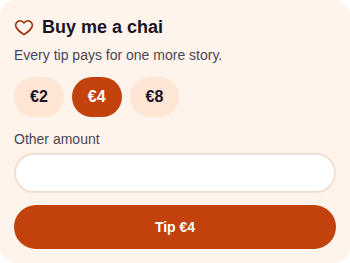 Buy me a chai
Every tip pays for one more story.
€2 €4 €8
Other amount
Tip €4